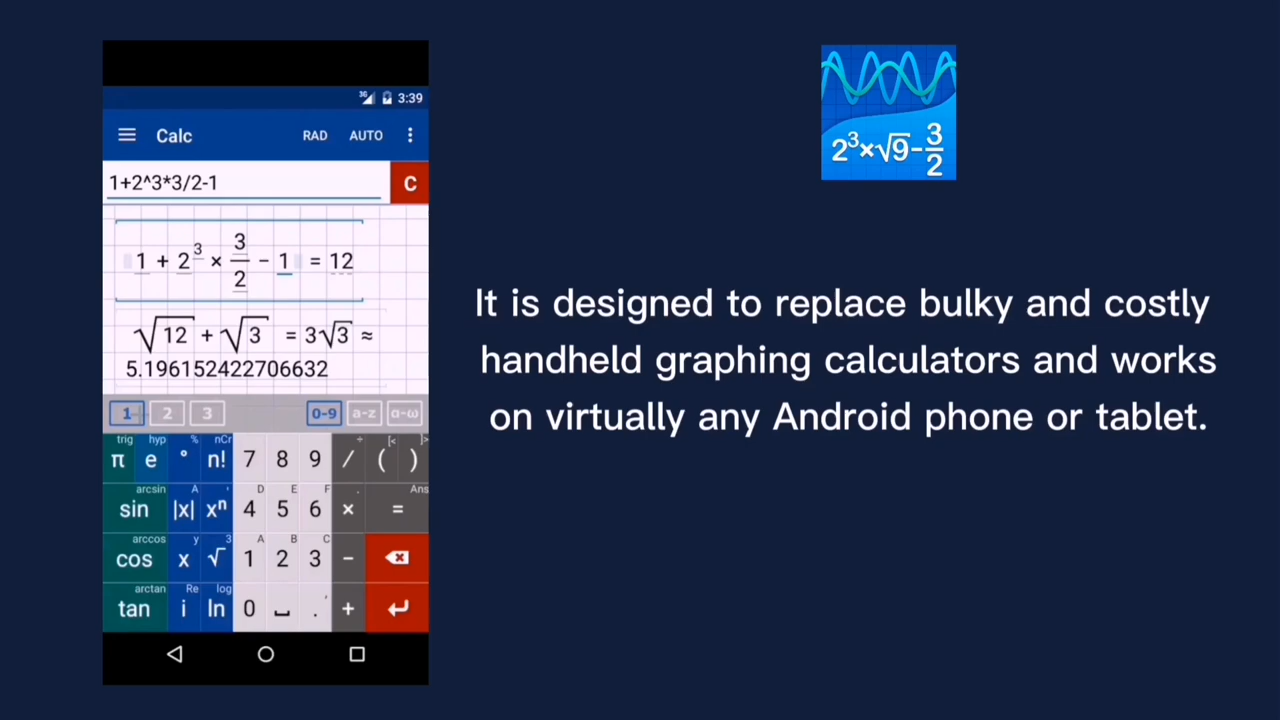 3G 3:39
Calc RAD AUTO
1+2^3*3/2-1 C
1 + 2³ × 3/2 - 1 = 12
√12 + √3 = 3√3 ≈
5.196152422706632
1 2 3 0-9 a-z α-ω
trig hyp % nCr ÷ [< ]>
π e ° n! 7 8 9 / ( )
arcsin A ' D E F . Ans
sin |x| xⁿ 4 5 6 × =
arccos y 3 A B C
cos x √ 1 2 3 -
arctan Re log ′
tan i ln 0 ⎵ . + ↵
2³×√9-3/2
It is designed to replace bulky and costly
handheld graphing calculators and works
on virtually any Android phone or tablet.